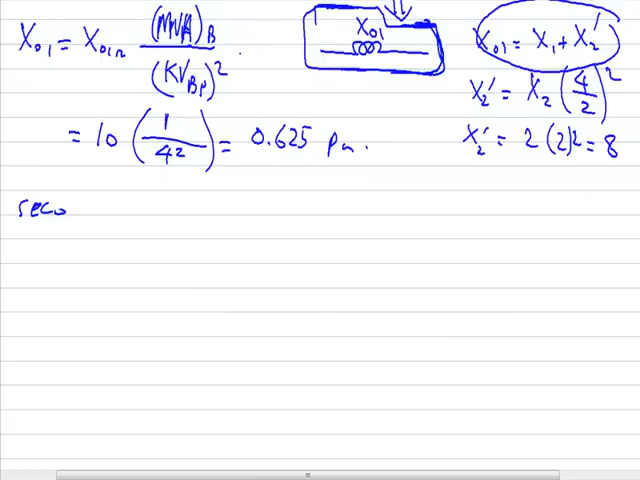 X01 = X01Ω (MVA)B / (KVBP)²
X01
X01 = X1 + X2'
X2' = X2 (4/2)²
= 10 (1/4²) = 0.625 pu.
X2' = 2 (2)² = 8
seco